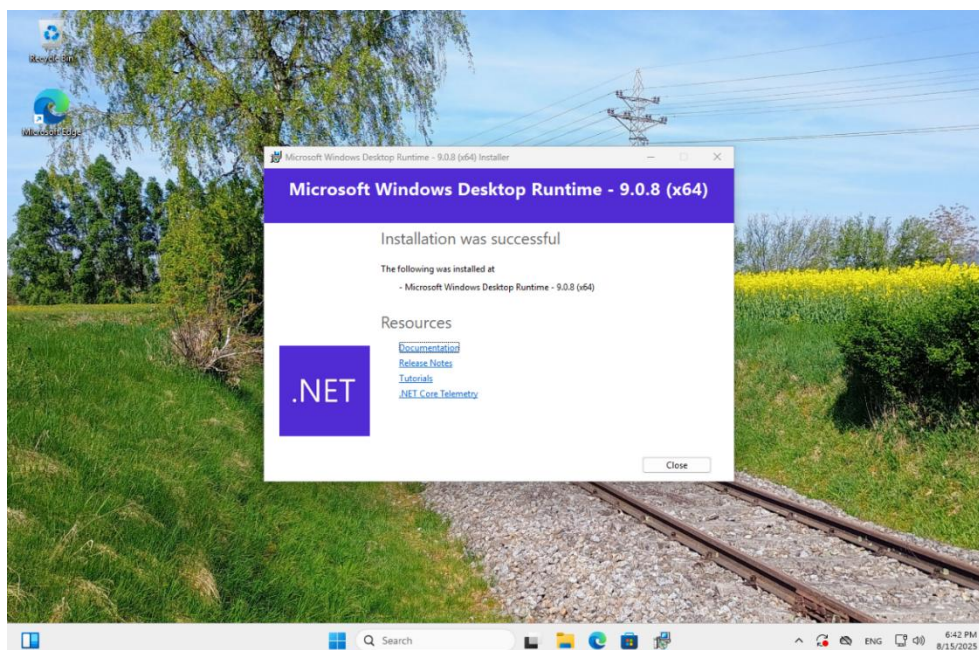 Recycle Bin
Microsoft Edge
Microsoft Windows Desktop Runtime - 9.0.8 (x64) Installer
Microsoft Windows Desktop Runtime - 9.0.8 (x64)
Installation was successful
The following was installed at
- Microsoft Windows Desktop Runtime - 9.0.8 (x64)
Resources
Documentation
Release Notes
Tutorials
.NET Core Telemetry
.NET
Close
Search
ENG
6:42 PM
8/15/2025